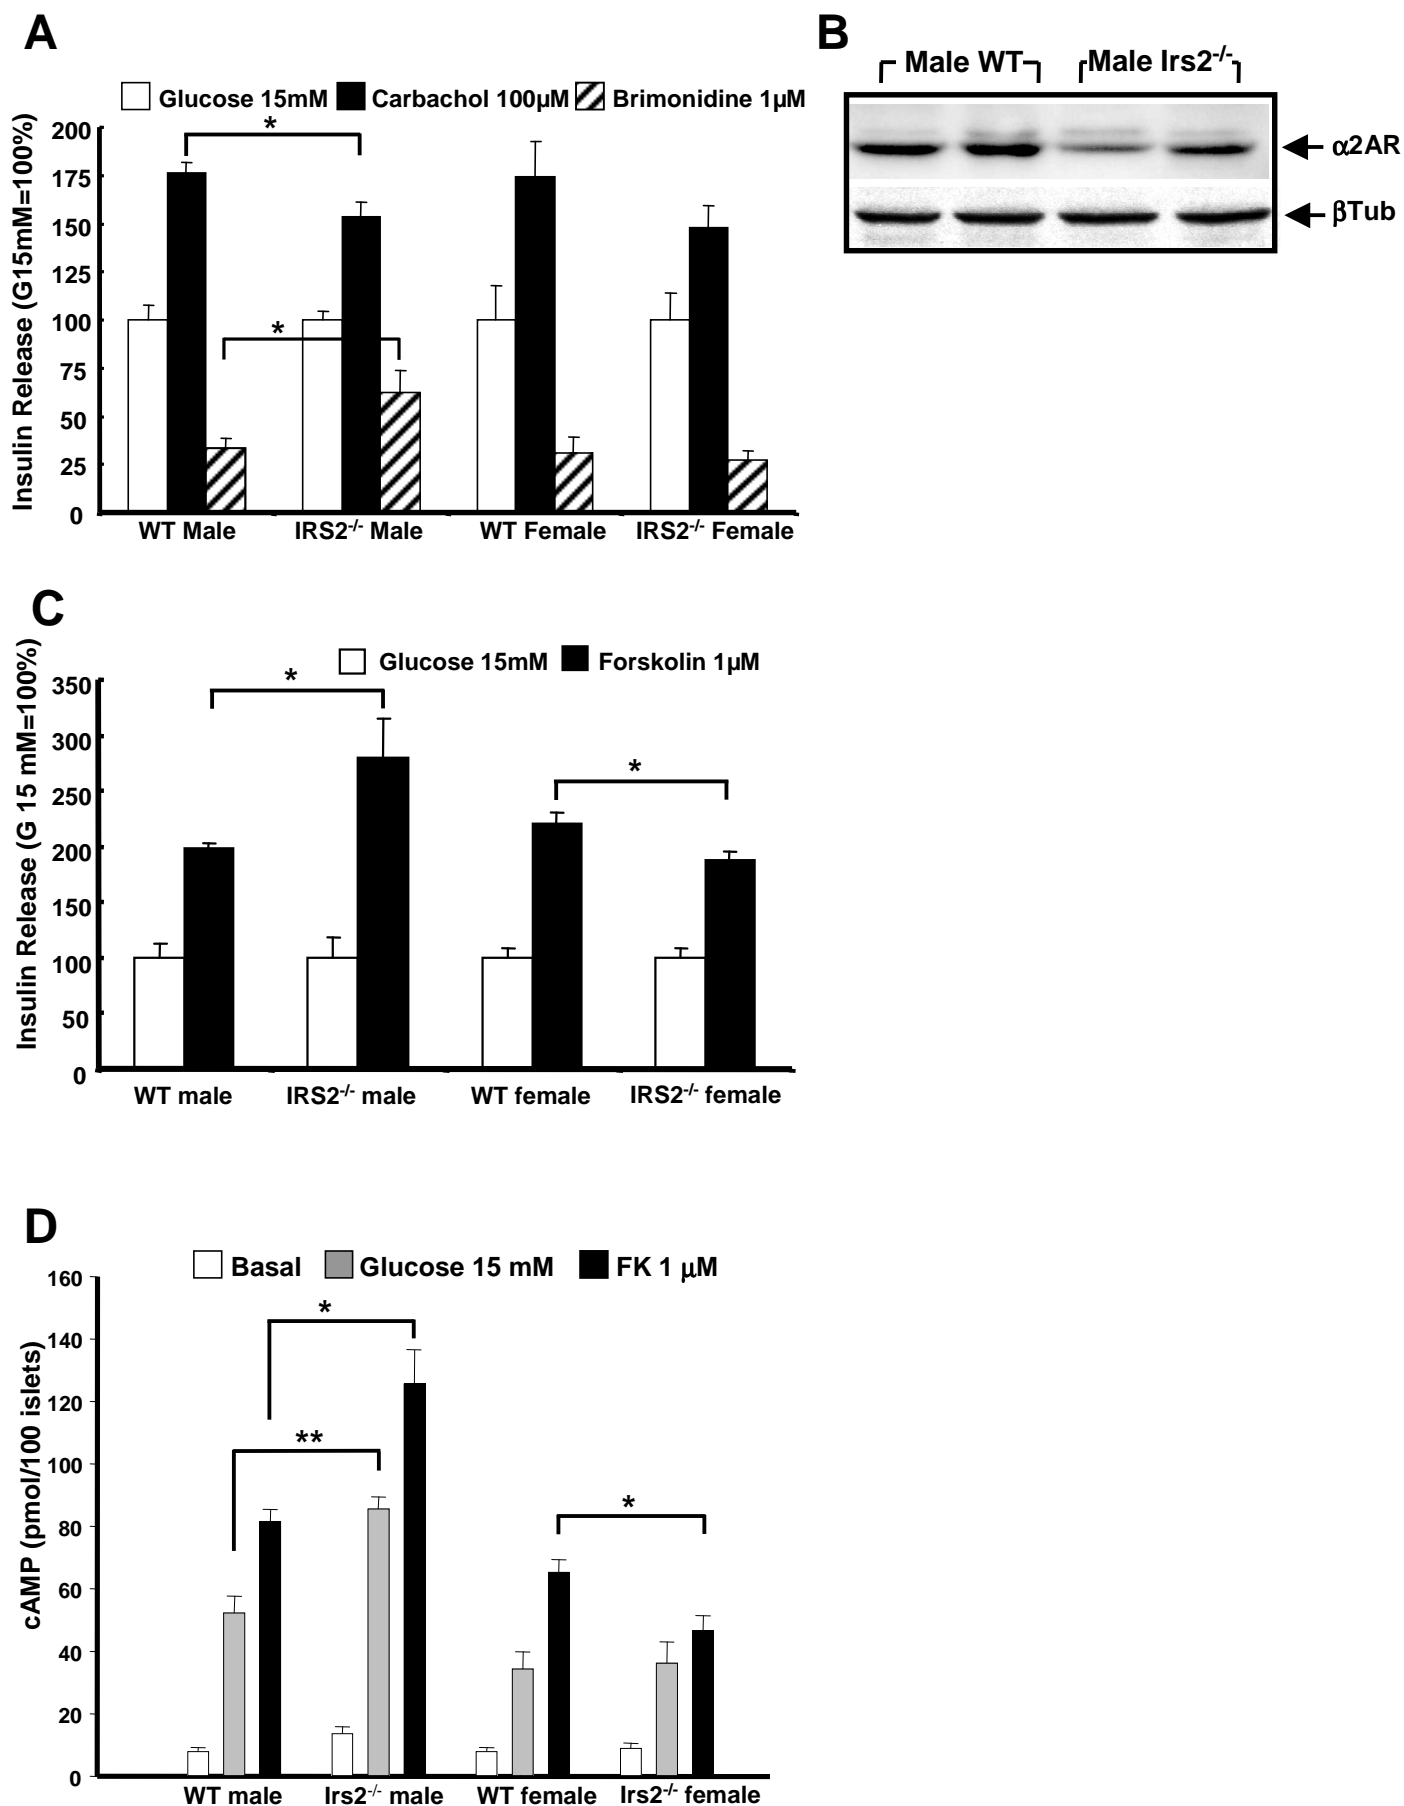 A
Glucose 15mM Carbachol 100µM Brimonidine 1µM
Insulin Release (G15mM=100%)
200
175
150
125
100
75
50
25
0
*
*
WT Male IRS2-/- Male WT Female IRS2-/- Female
B
Male WT Male Irs2-/-
α2AR
βTub
C
Glucose 15mM Forskolin 1µM
Insulin Release (G 15 mM=100%)
350
300
250
200
150
100
50
0
*
*
WT male IRS2-/- male WT female IRS2-/- female
D
Basal Glucose 15 mM FK 1 µM
cAMP (pmol/100 islets)
160
140
120
100
80
60
40
20
0
*
**
*
WT male Irs2-/- male WT female Irs2-/- female